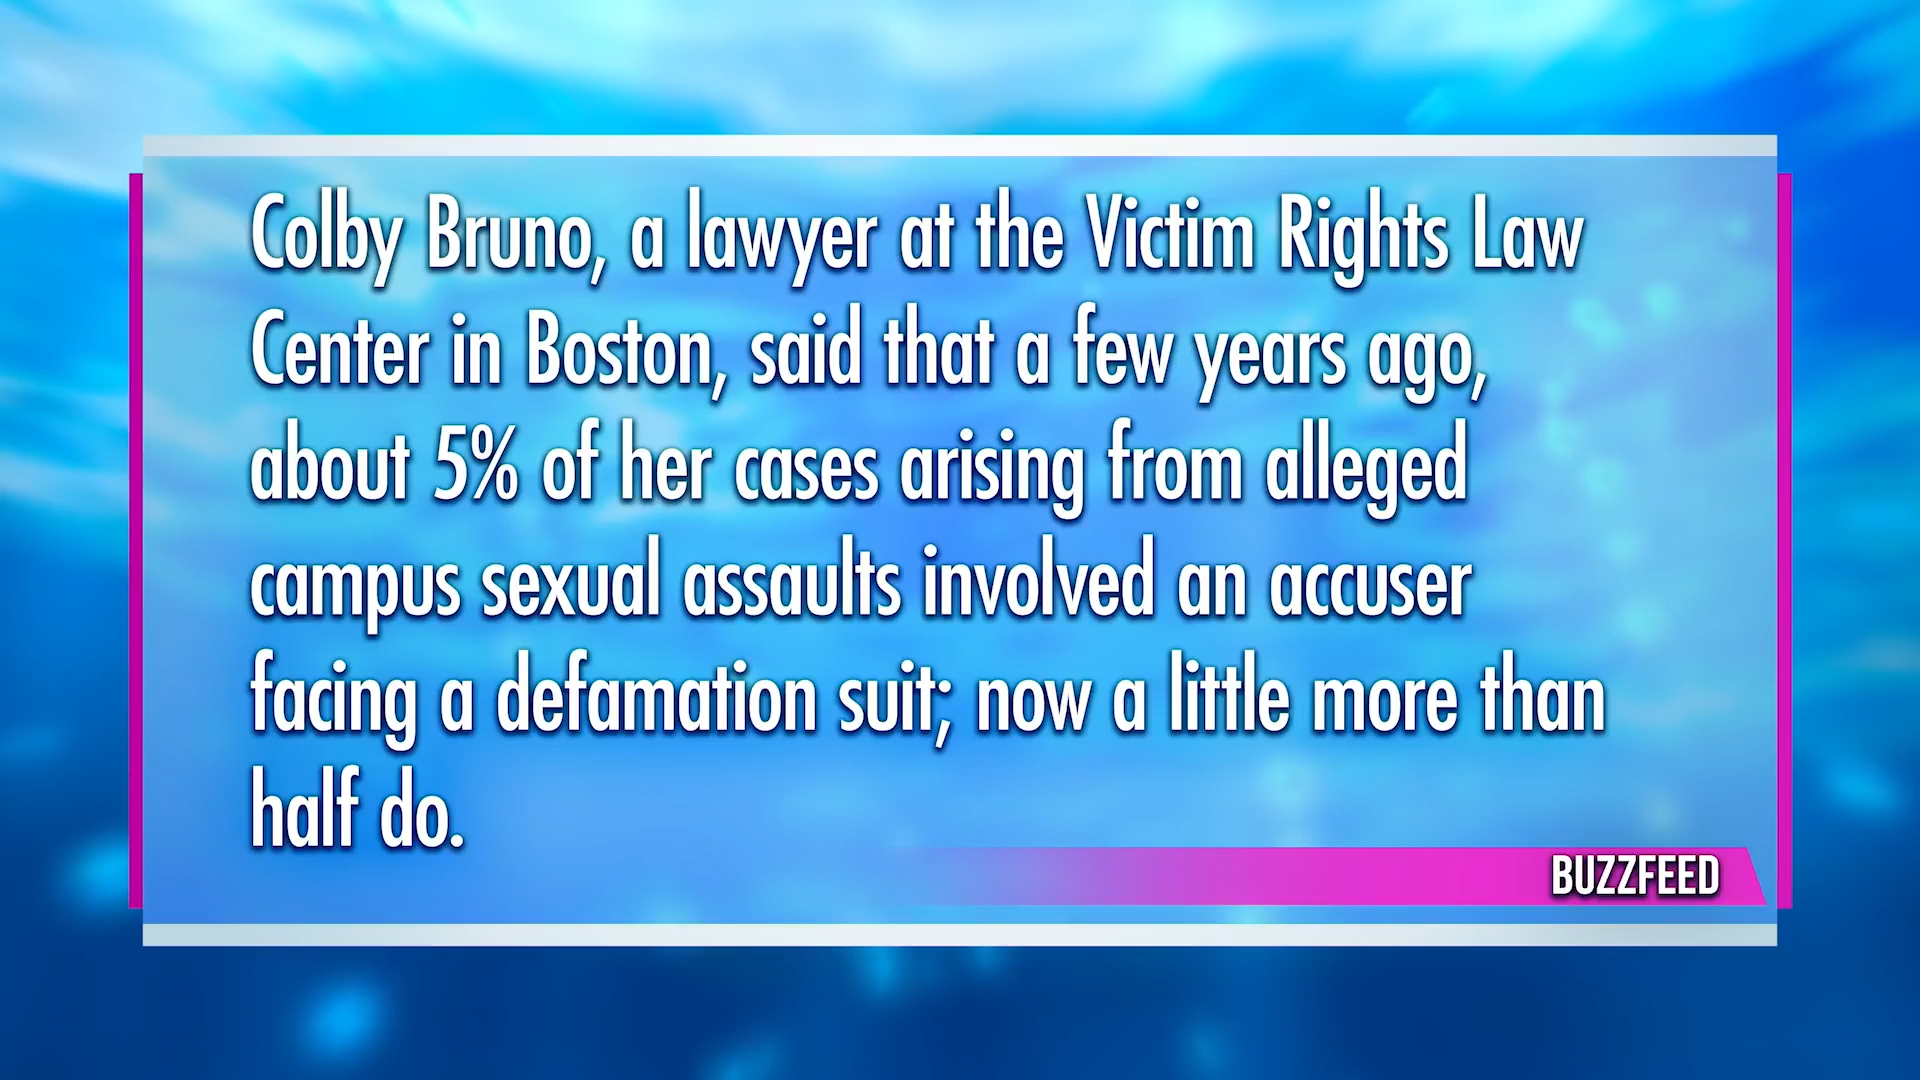 Colby Bruno, a lawyer at the Victim Rights Law
Center in Boston, said that a few years ago,
about 5% of her cases arising from alleged
campus sexual assaults involved an accuser
facing a defamation suit; now a little more than
half do.
BUZZFEED